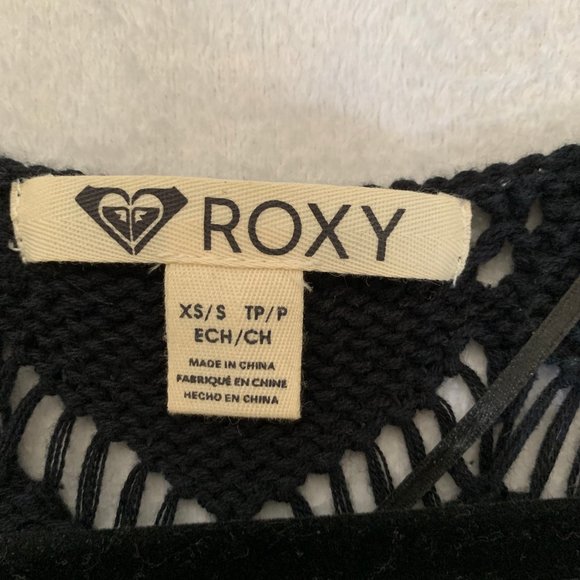 ROXY
XS/S TP/P
ECH/CH
MADE IN CHINA
FABRIQUÉ EN CHINE
HECHO EN CHINA